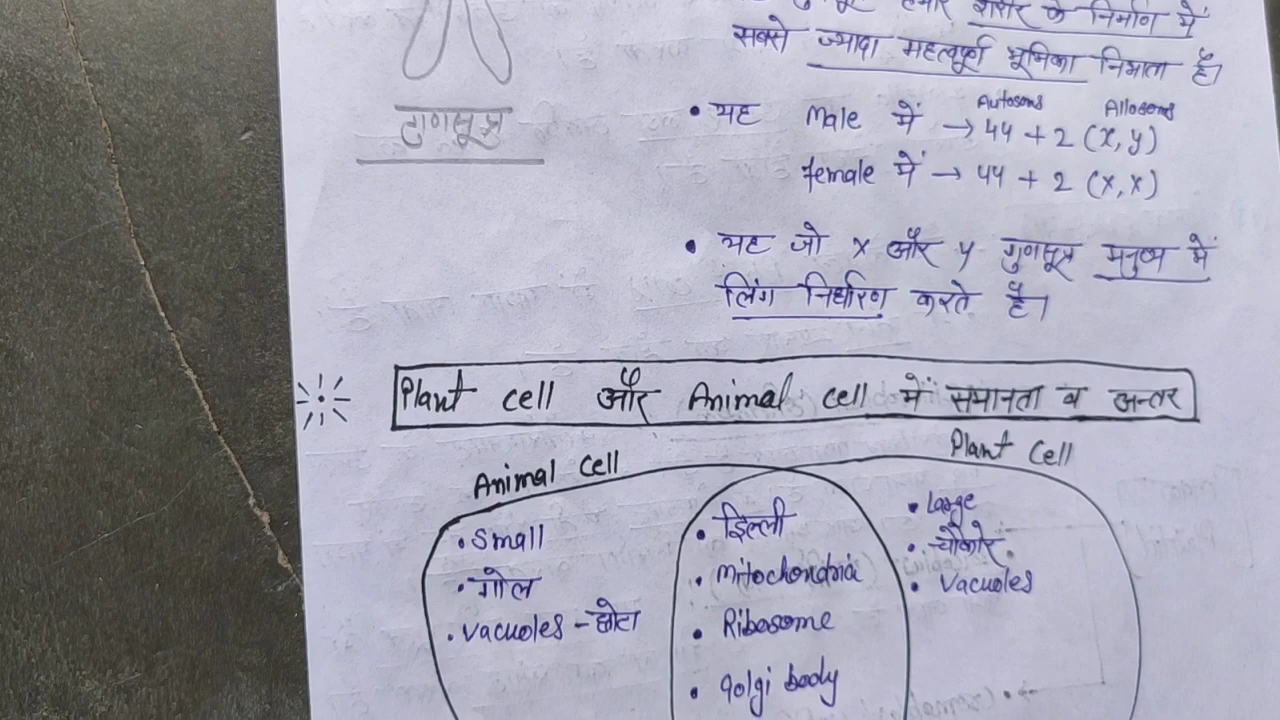 हमारे शरीर के निर्माण में
सबसे ज्यादा महत्वपूर्ण भूमिका निभाता है।
गुणसूत्र
Autosoms Allosoms
• यह male में → 44 + 2 (x, y)
female में → 44 + 2 (x, x)
• यह जो x और y गुणसूत्र मनुष्य में
लिंग निर्धारण करते है।
Plant cell और Animal cell में समानता व अन्तर
Animal cell
Plant cell
• Small
• गोल
• vacuoles - छोटा
• झिल्ली
• Mitochondria
• Ribosome
• Golgi body
• Large
• चौकोर
• vacuoles